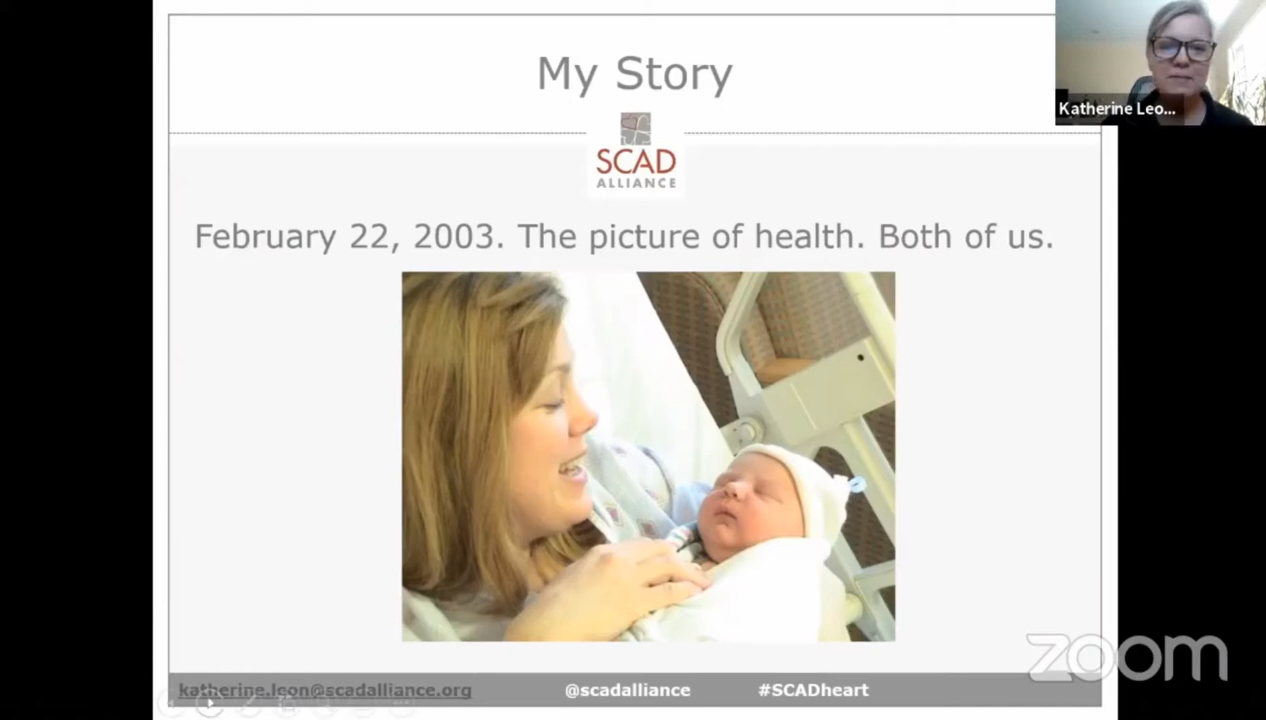 My Story
Katherine Leo...
SCAD
ALLIANCE
February 22, 2003. The picture of health. Both of us.
zoom
katherine.leon@scadalliance.org @scadalliance #SCADheart